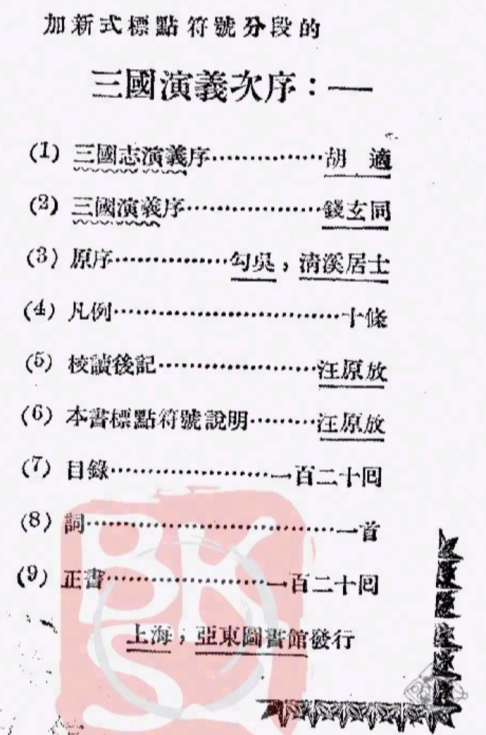 加新式標點符號分段的
三國演義次序：一
(1) 三國志演義序…………胡適
(2) 三國演義序……………錢玄同
(3) 原序…………勾吳，清溪居士
(4) 凡例………………………十條
(5) 校讀後記………………汪原放
(6) 本書標點符號說明………汪原放
(7) 目錄………………一百二十囘
(8) 詞…………………………一首
(9) 正書………………一百二十囘
上海，亞東圖書館發行
BKS